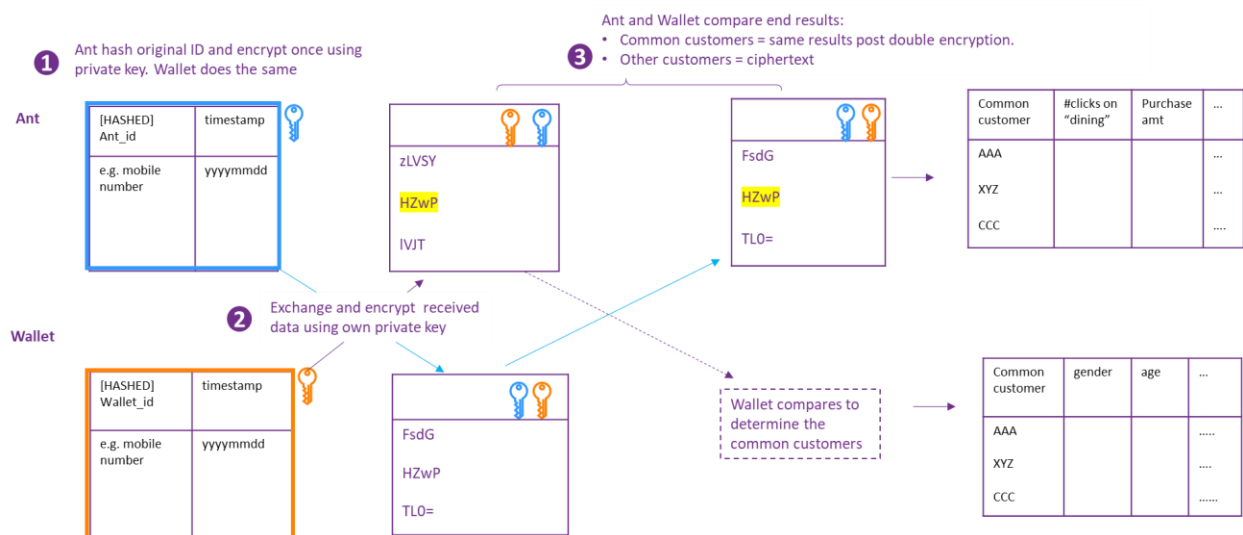 Ant and Wallet compare end results:
• Common customers = same results post double encryption.
• Other customers = ciphertext
3
1
Ant hash original ID and encrypt once using
private key. Wallet does the same
Ant
[HASHED]
Ant_id
timestamp
e.g. mobile
number
yyyymmdd
zLVSY
HZwP
lVJT
FsdG
HZwP
TL0=
Common
customer
#clicks on
“dining”
Purchase
amt
...
AAA
...
XYZ
...
CCC
....
2
Exchange and encrypt received
data using own private key
Wallet
[HASHED]
Wallet_id
timestamp
e.g. mobile
number
yyyymmdd
FsdG
HZwP
TL0=
Wallet compares to
determine the
common customers
Common
customer
gender
age
...
AAA
.....
XYZ
....
CCC
......